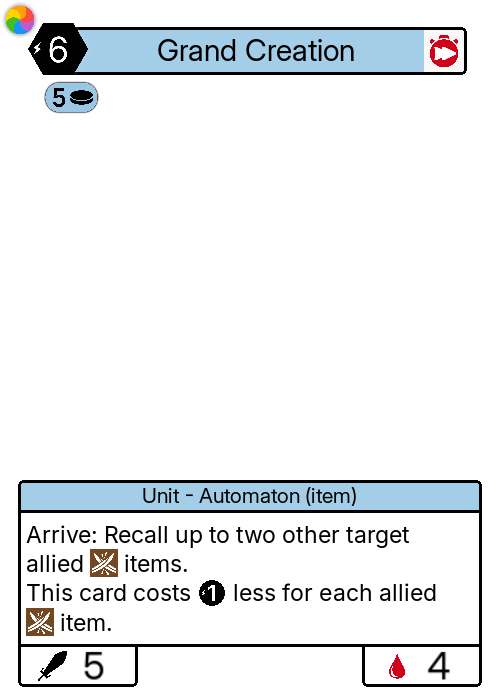 6
Grand Creation
5
Unit - Automaton (item)
Arrive: Recall up to two other target
allied items.
This card costs 1 less for each allied
item.
5
4